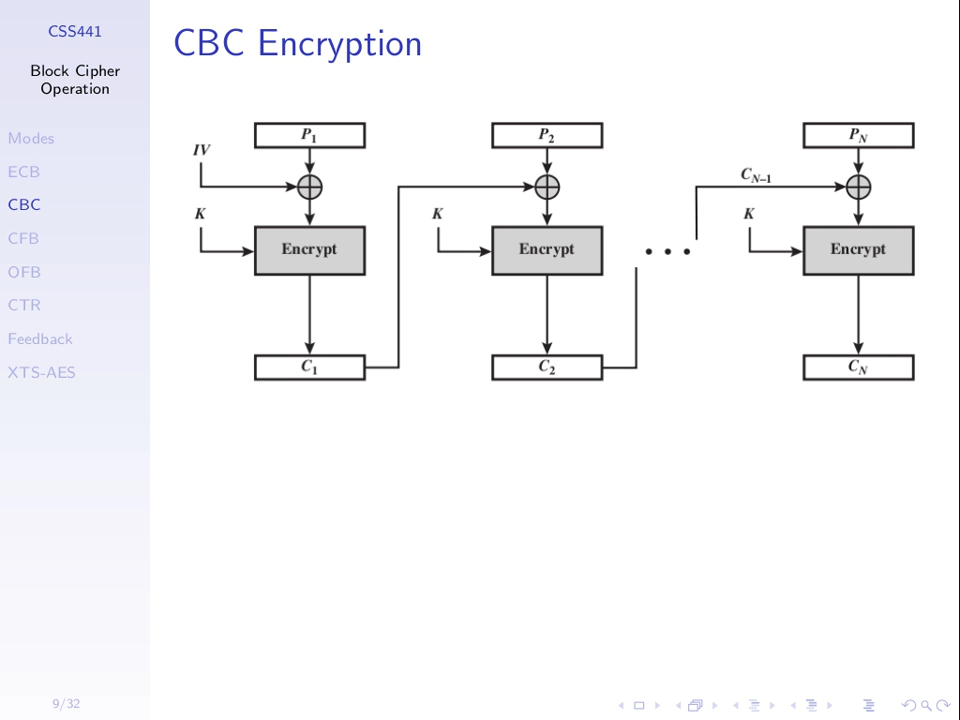 CSS441
Block Cipher
Operation
Modes
ECB
CBC
CFB
OFB
CTR
Feedback
XTS-AES
9/32
CBC Encryption
P1 P2 PN
IV
CN–1
K K K
Encrypt Encrypt Encrypt
C1 C2 CN